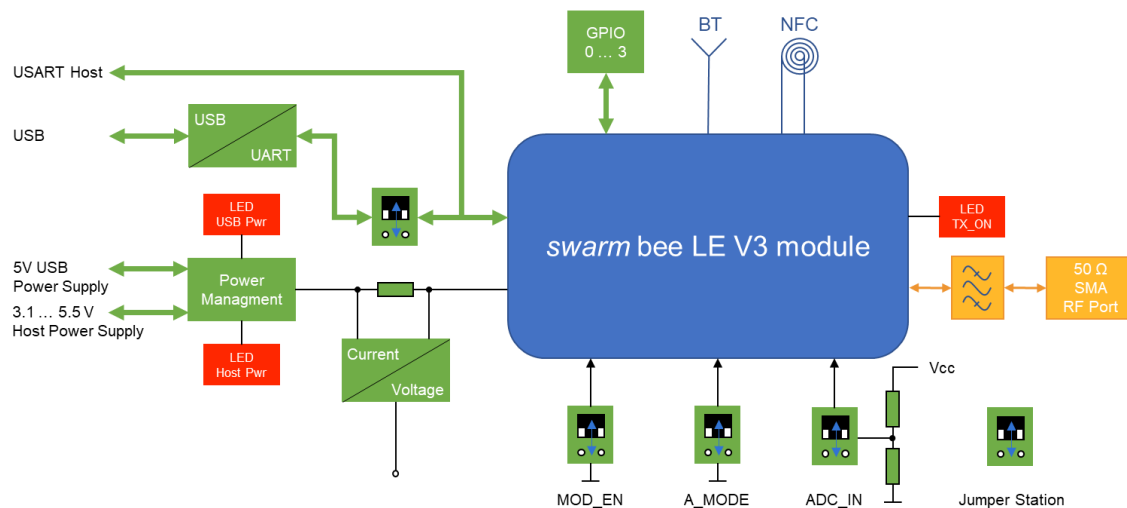 GPIO
0 ... 3
BT
NFC
USART Host
USB
USB
UART
LED
USB Pwr
swarm bee LE V3 module
LED
TX_ON
5V USB
Power Supply
Power
Managment
3.1 ... 5.5 V
Host Power Supply
50 Ω
SMA
RF Port
LED
Host Pwr
Current
Voltage
Vcc
MOD_EN
A_MODE
ADC_IN
Jumper Station